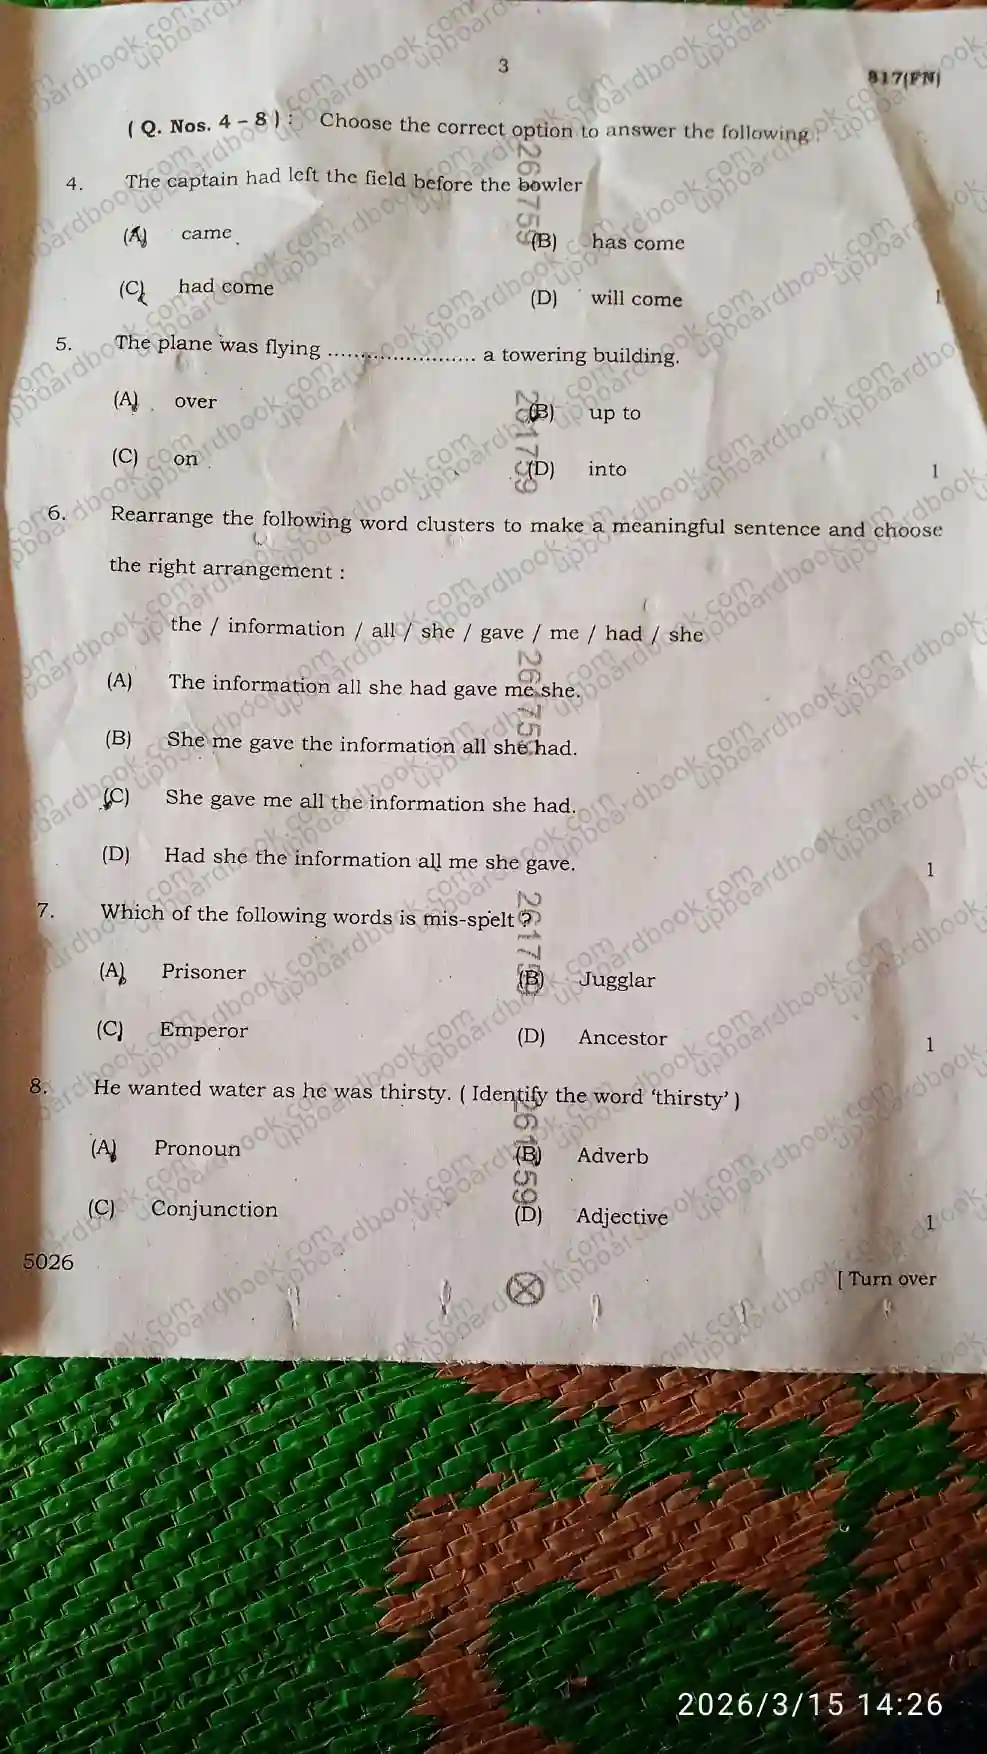 3
817(FN)
( Q. Nos. 4 – 8 ) : Choose the correct option to answer the following :
4. The captain had left the field before the bowler
(A) came
(B) has come
(C) had come
(D) will come
1
5. The plane was flying ........................ a towering building.
(A) over
(B) up to
(C) on
(D) into
1
6. Rearrange the following word clusters to make a meaningful sentence and choose
the right arrangement :
the / information / all / she / gave / me / had / she
(A) The information all she had gave me she.
(B) She me gave the information all she had.
(C) She gave me all the information she had.
(D) Had she the information all me she gave.
1
7. Which of the following words is mis-spelt ?
(A) Prisoner
(B) Jugglar
(C) Emperor
(D) Ancestor
1
8. He wanted water as he was thirsty. ( Identify the word ‘thirsty’ )
(A) Pronoun
(B) Adverb
(C) Conjunction
(D) Adjective
1
5026
[ Turn over
upboardbook.com
2026/3/15 14:26